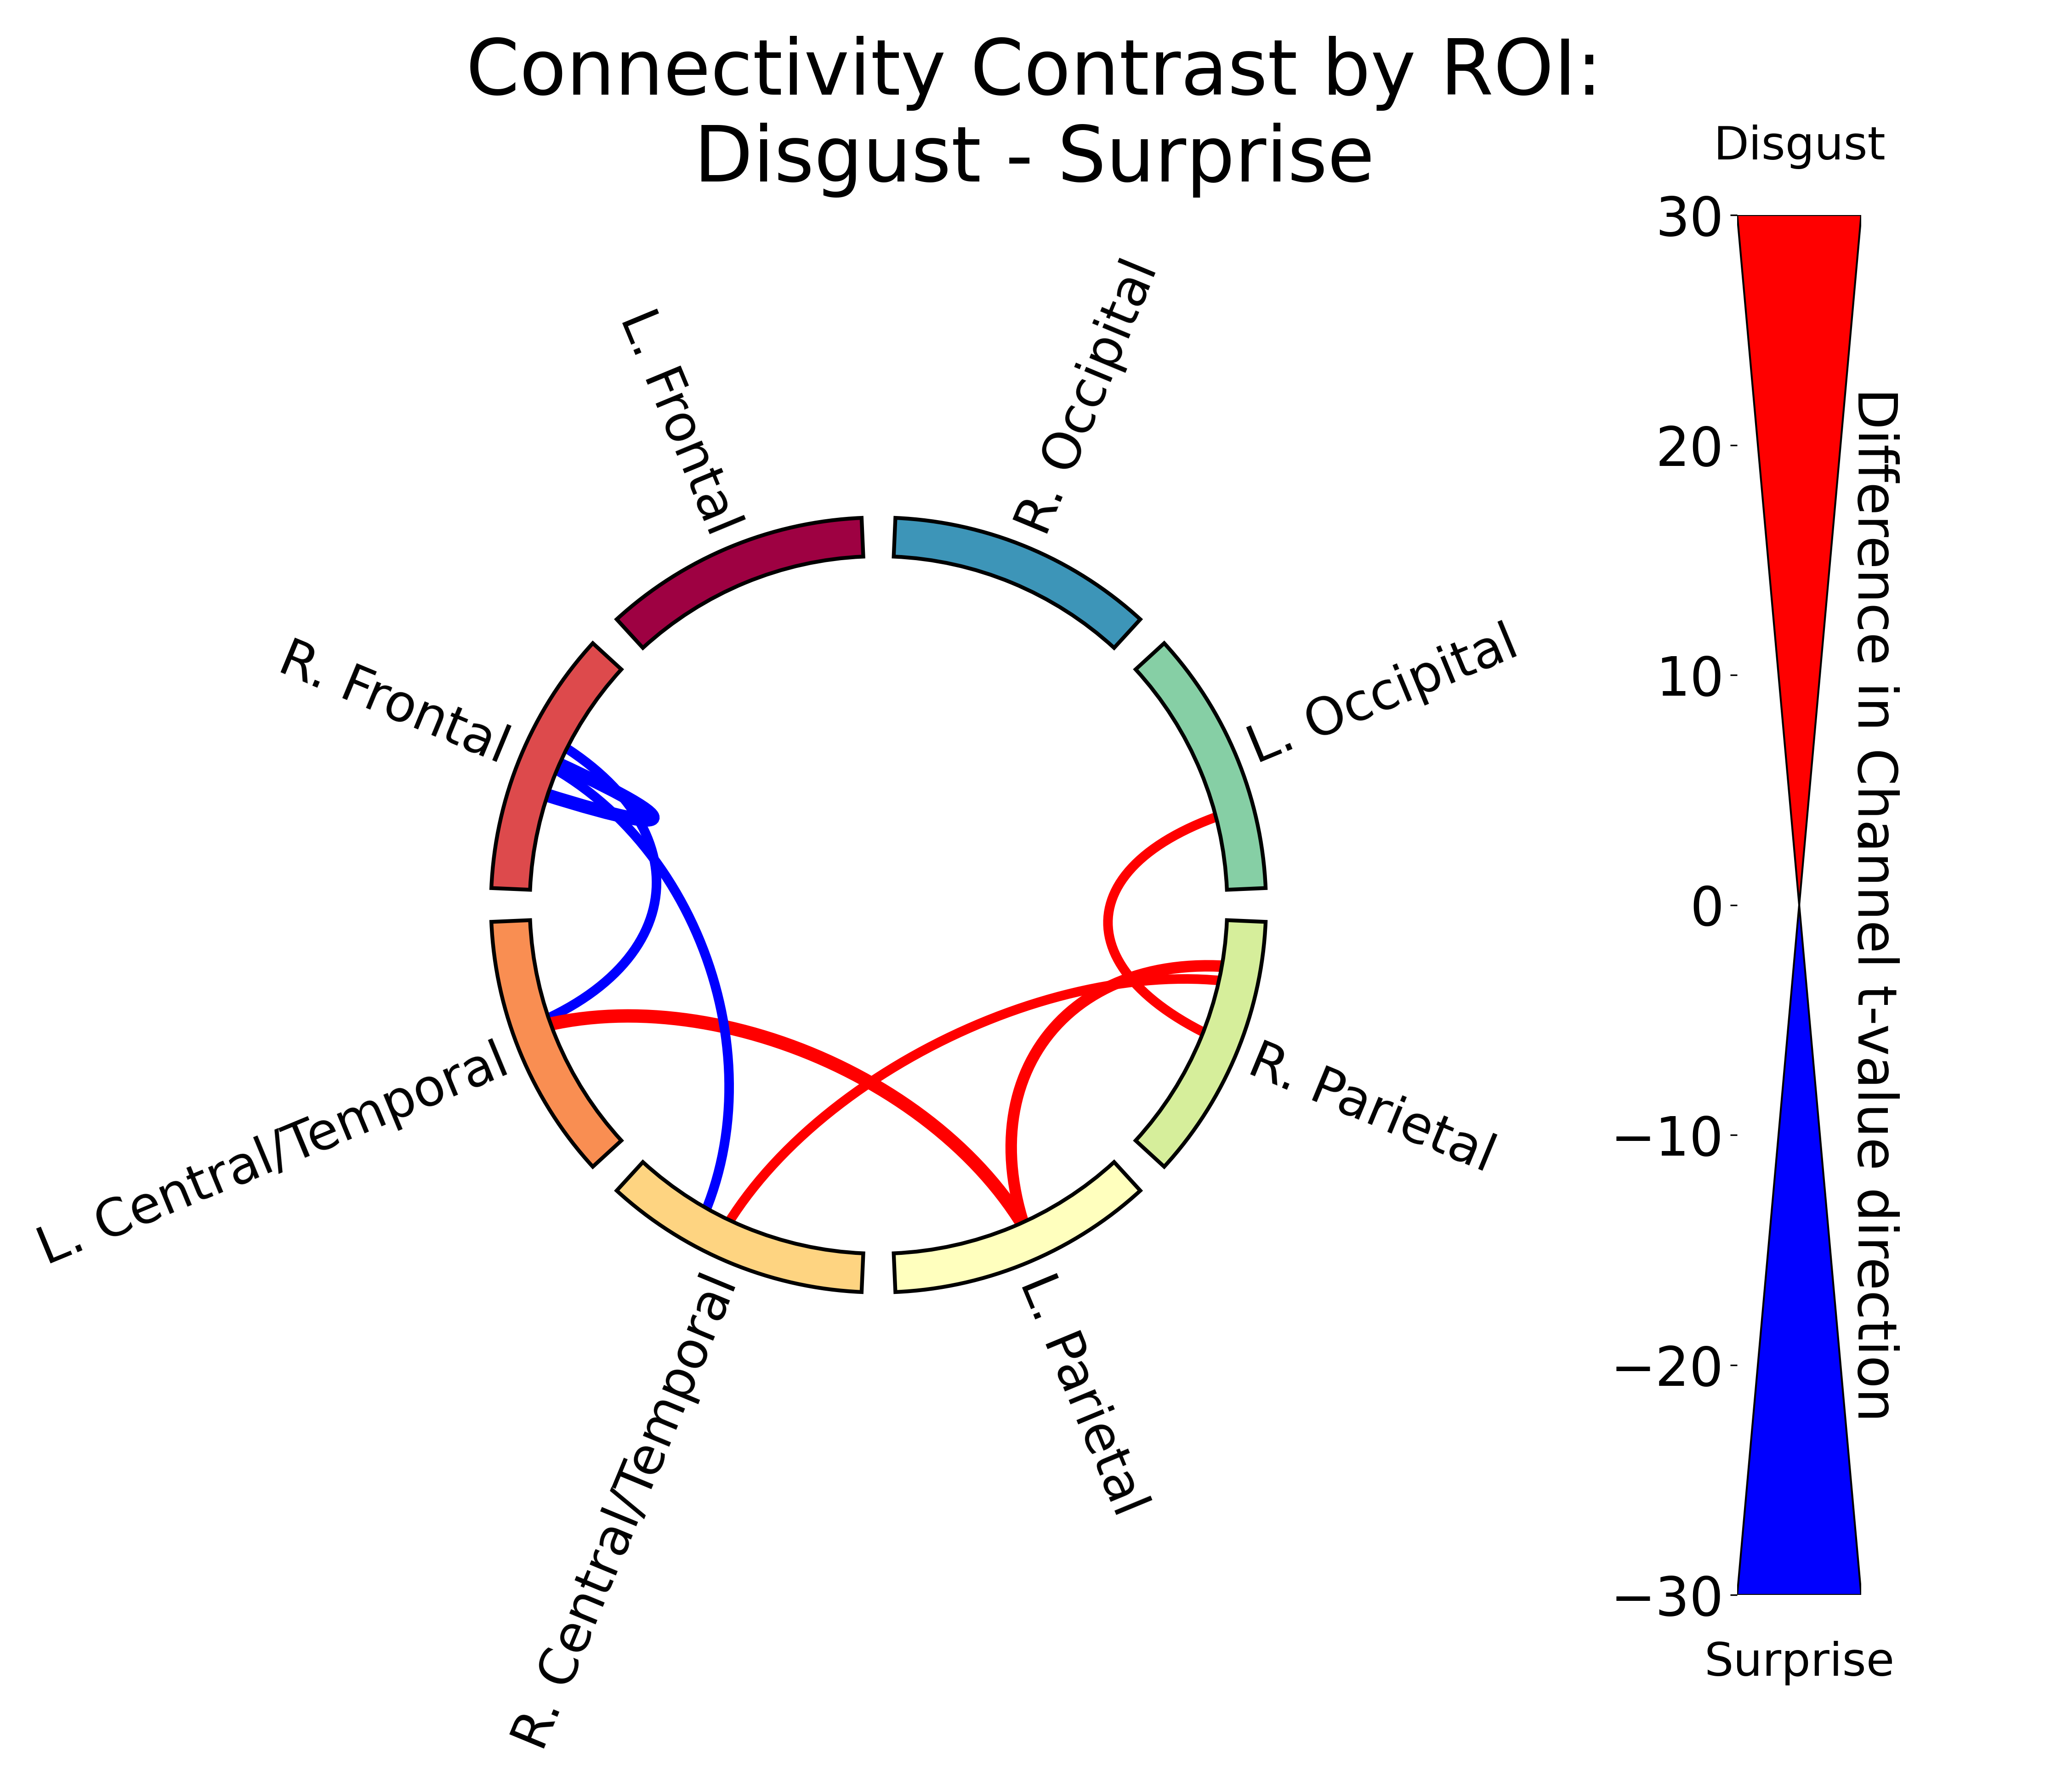 Connectivity Contrast by ROI:
Disgust - Surprise
Disgust
30
20
10
0
−10
−20
−30
Surprise
Difference in Channel t-value direction
L. Frontal
R. Occipital
R. Frontal
L. Occipital
L. Central/Temporal
R. Parietal
R. Central/Temporal
L. Parietal